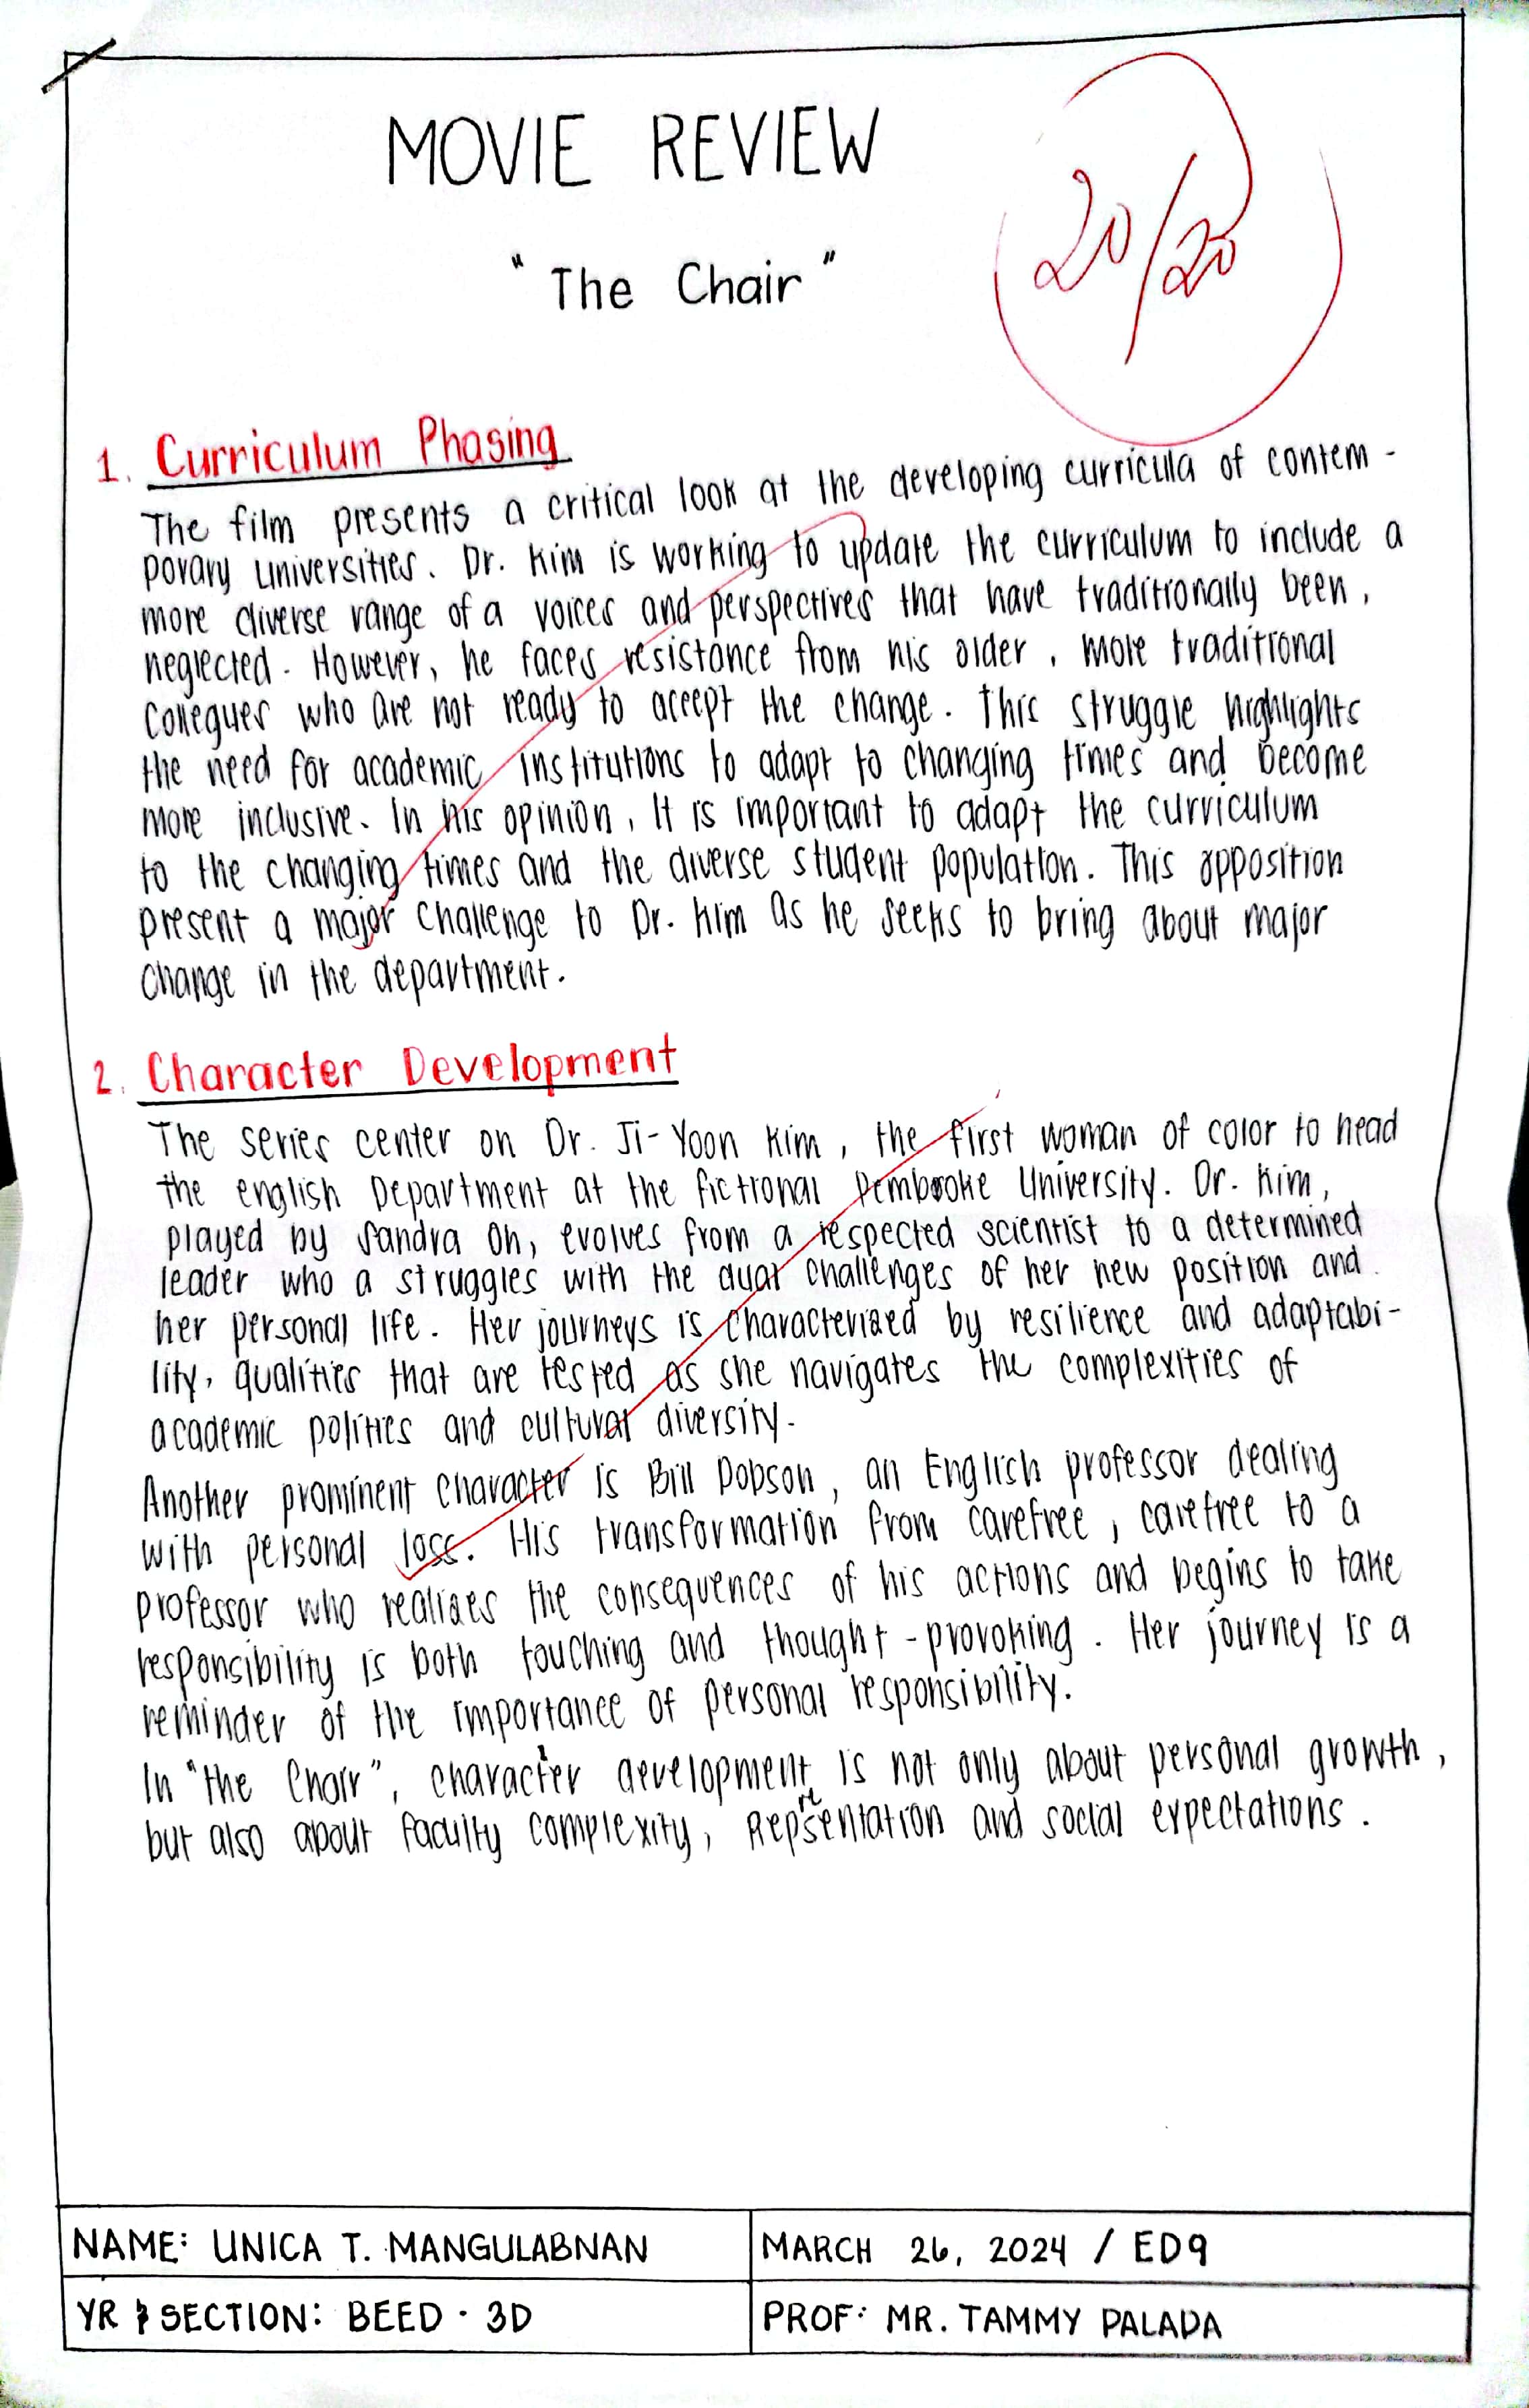 MOVIE REVIEW
"The Chair"
20/20
1. Curriculum Phasing
The film presents a critical look at the developing curricula of contem-
porary universities. Dr. Kim is working to update the curriculum to include a
more diverse range of a voices and perspectives that have traditionally been,
neglected. However, he faces resistance from his older, more traditional
collegues who are not ready to accept the change. This struggle highlights
the need for academic institutions to adapt to changing times and become
more inclusive. In his opinion, It is important to adapt the curriculum
to the changing times and the diverse student population. This opposition
present a major challenge to Dr. Kim as he seeks to bring about major
change in the department.
2. Character Development
The series center on Dr. Ji-Yoon Kim, the first woman of color to head
the english Department at the fictional Pembroke University. Dr. Kim,
played by Sandra Oh, evolves from a respected scientist to a determined
leader who a struggles with the dual challenges of her new position and
her personal life. Her journeys is characterized by resilience and adaptabi-
lity, qualities that are tested as she navigates the complexities of
academic politics and cultural diversity.
Another prominent character is Bill Dobson, an English professor dealing
with personal loss. His transformation from carefree, carefree to a
professor who realizes the consequences of his actions and begins to take
responsibility is both touching and thought-provoking. Her journey is a
reminder of the importance of personal responsibility.
In "the Chair", character development is not only about personal growth,
but also about faculty complexity, Representation and social expectations.
NAME: UNICA T. MANGULABNAN
MARCH 26, 2024 / ED9
YR & SECTION: BEED - 3D
PROF: MR. TAMMY PALADA